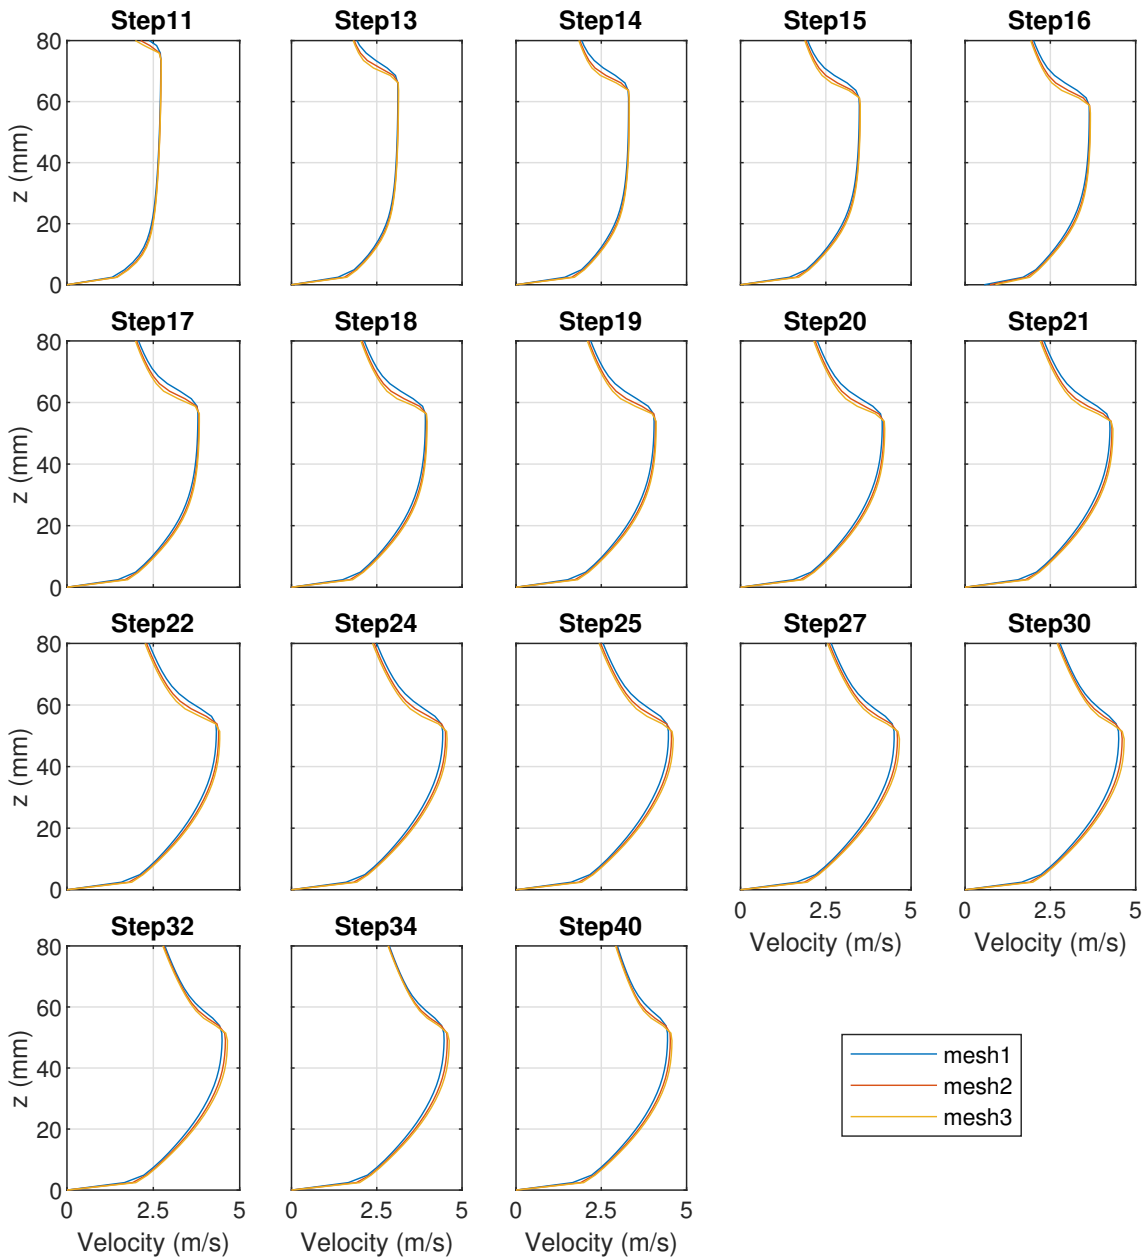 Step11 Step13 Step14 Step15 Step16
80
60
40
20
0
z (mm)
Step17 Step18 Step19 Step20 Step21
80
60
40
20
0
z (mm)
Step22 Step24 Step25 Step27 Step30
80
60
40
20
0
z (mm)
0 2.5 5 0 2.5 5
Velocity (m/s) Velocity (m/s)
Step32 Step34 Step40
80
60
40
20
0
z (mm)
0 2.5 5 0 2.5 5 0 2.5 5
Velocity (m/s) Velocity (m/s) Velocity (m/s)
mesh1
mesh2
mesh3